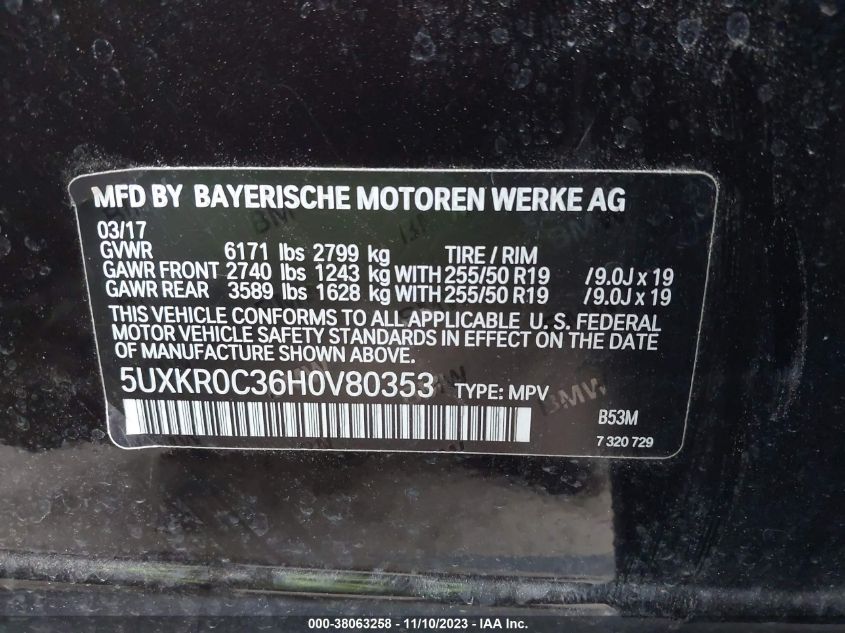 MFD BY BAYERISCHE MOTOREN WERKE AG
03/17
GVWR 6171 lbs 2799 kg TIRE / RIM
GAWR FRONT 2740 lbs 1243 kg WITH 255/50 R19 /9.0J x 19
GAWR REAR 3589 lbs 1628 kg WITH 255/50 R19 /9.0J x 19
THIS VEHICLE CONFORMS TO ALL APPLICABLE U. S. FEDERAL
MOTOR VEHICLE SAFETY STANDARDS IN EFFECT ON THE DATE
OF MANUFACTURE SHOWN ABOVE.
5UXKR0C36H0V80353 TYPE: MPV
B53M
7 320 729
000-38063258 - 11/10/2023 - IAA Inc.